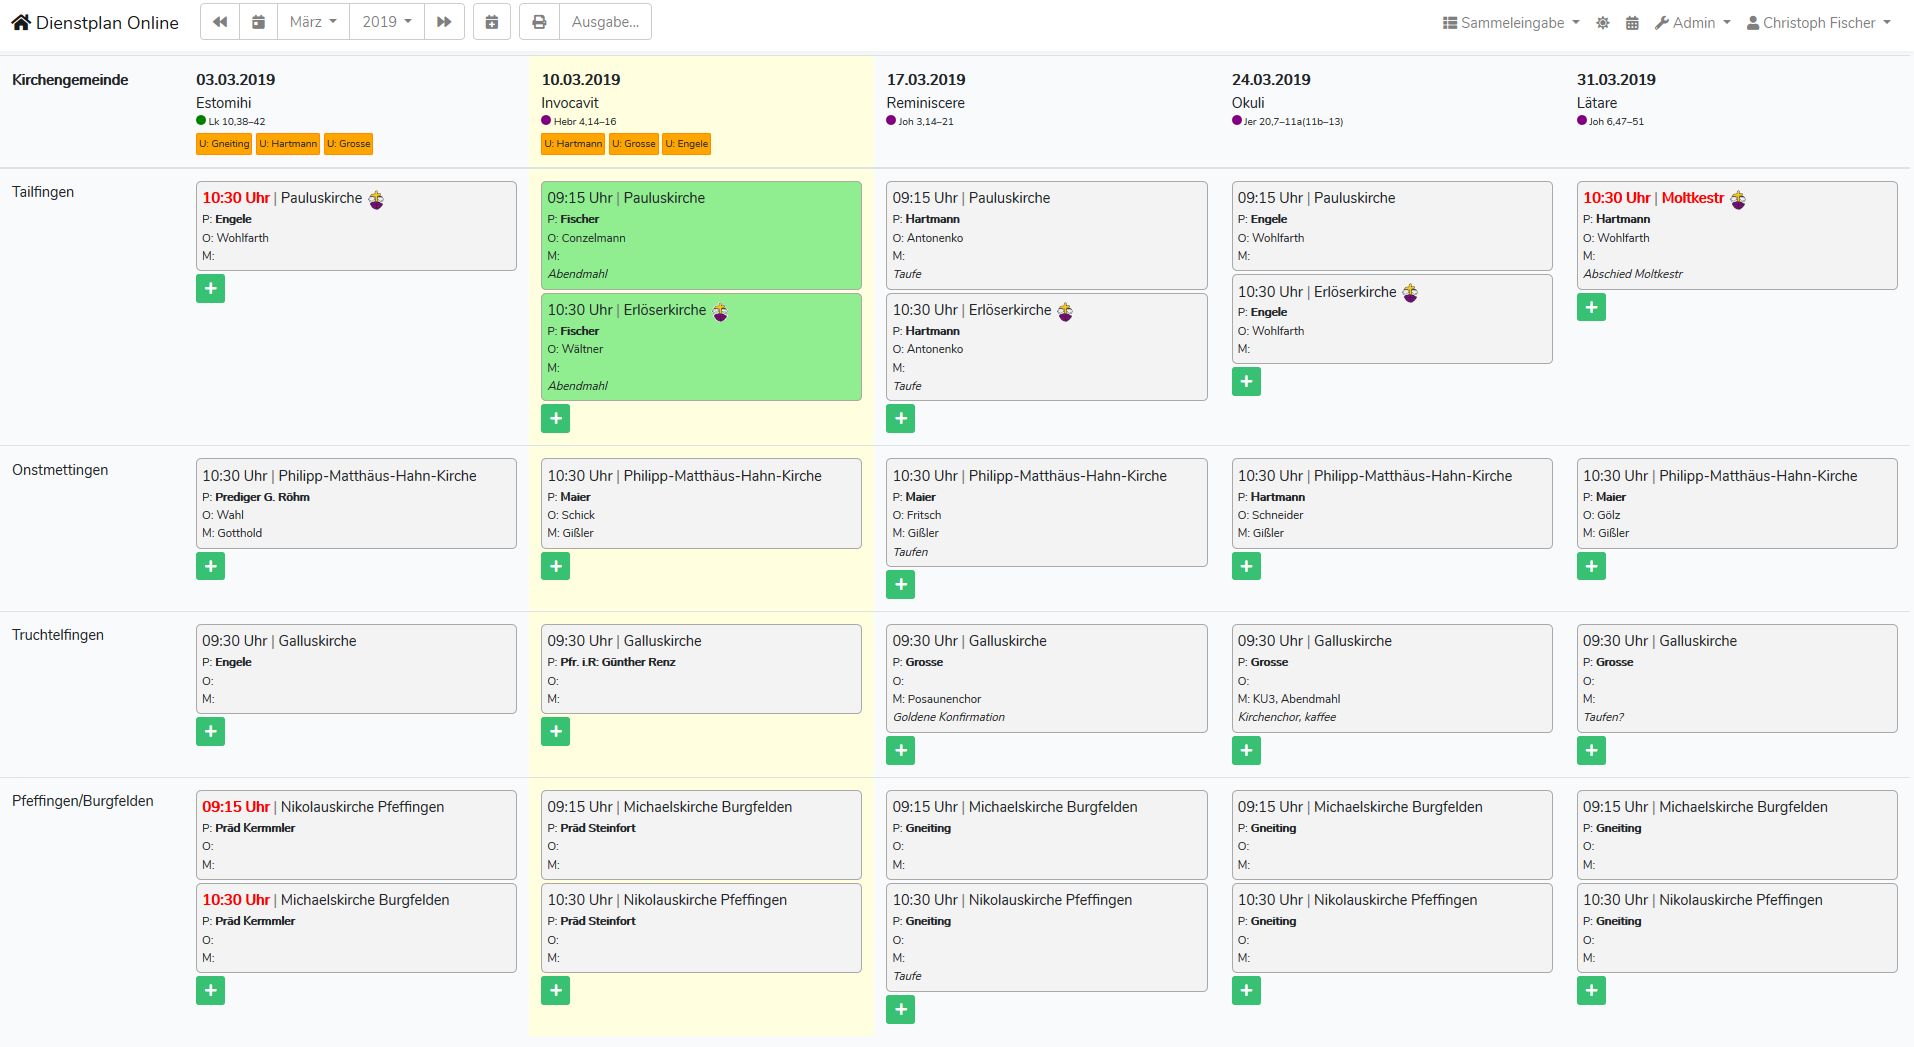 Dienstplan Online März 2019 Ausgabe... Sammeleingabe Admin Christoph Fischer
Kirchengemeinde 03.03.2019 10.03.2019 17.03.2019 24.03.2019 31.03.2019
Estomihi Invocavit Reminiscere Okuli Lätare
Lk 10,38–42 Hebr 4,14–16 Joh 3,14–21 Jer 20,7–11a(11b–13) Joh 6,47–51
U: Gneiting U: Hartmann U: Grosse U: Hartmann U: Grosse U: Engele
Tailfingen
10:30 Uhr | Pauluskirche
P: Engele
O: Wohlfarth
M:
09:15 Uhr | Pauluskirche
P: Fischer
O: Conzelmann
M:
Abendmahl
10:30 Uhr | Erlöserkirche
P: Fischer
O: Wältner
M:
Abendmahl
09:15 Uhr | Pauluskirche
P: Hartmann
O: Antonenko
M:
Taufe
10:30 Uhr | Erlöserkirche
P: Hartmann
O: Antonenko
M:
Taufe
09:15 Uhr | Pauluskirche
P: Engele
O: Wohlfarth
M:
10:30 Uhr | Erlöserkirche
P: Engele
O: Wohlfarth
M:
10:30 Uhr | Moltkestr
P: Hartmann
O: Wohlfarth
M:
Abschied Moltkestr
Onstmettingen
10:30 Uhr | Philipp-Matthäus-Hahn-Kirche
P: Prediger G. Röhm
O: Wahl
M: Gotthold
10:30 Uhr | Philipp-Matthäus-Hahn-Kirche
P: Maier
O: Schick
M: Gißler
10:30 Uhr | Philipp-Matthäus-Hahn-Kirche
P: Maier
O: Fritsch
M: Gißler
Taufen
10:30 Uhr | Philipp-Matthäus-Hahn-Kirche
P: Hartmann
O: Schneider
M: Gißler
10:30 Uhr | Philipp-Matthäus-Hahn-Kirche
P: Maier
O: Gölz
M: Gißler
Truchtelfingen
09:30 Uhr | Galluskirche
P: Engele
O:
M:
09:30 Uhr | Galluskirche
P: Pfr. i.R: Günther Renz
O:
M:
09:30 Uhr | Galluskirche
P: Grosse
O:
M: Posaunenchor
Goldene Konfirmation
09:30 Uhr | Galluskirche
P: Grosse
O:
M: KU3, Abendmahl
Kirchenchor, kaffee
09:30 Uhr | Galluskirche
P: Grosse
O:
M:
Taufen?
Pfeffingen/Burgfelden
09:15 Uhr | Nikolauskirche Pfeffingen
P: Präd Kermmler
O:
M:
10:30 Uhr | Michaelskirche Burgfelden
P: Präd Kermmler
O:
M:
09:15 Uhr | Michaelskirche Burgfelden
P: Präd Steinfort
O:
M:
10:30 Uhr | Nikolauskirche Pfeffingen
P: Präd Steinfort
O:
M:
09:15 Uhr | Michaelskirche Burgfelden
P: Gneiting
O:
M:
10:30 Uhr | Nikolauskirche Pfeffingen
P: Gneiting
O:
M:
Taufe
09:15 Uhr | Michaelskirche Burgfelden
P: Gneiting
O:
M:
10:30 Uhr | Nikolauskirche Pfeffingen
P: Gneiting
O:
M:
09:15 Uhr | Michaelskirche Burgfelden
P: Gneiting
O:
M:
10:30 Uhr | Nikolauskirche Pfeffingen
P: Gneiting
O:
M: